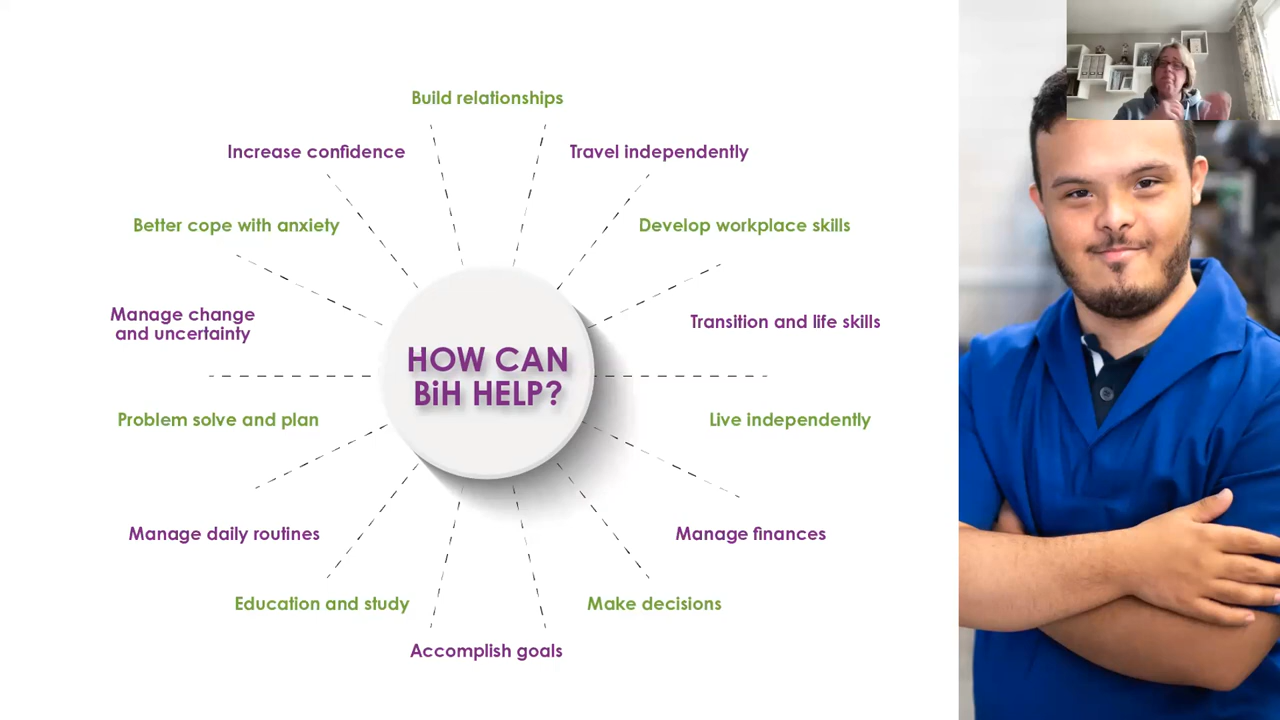 Build relationships
Increase confidence
Travel independently
Better cope with anxiety
Develop workplace skills
Manage change
and uncertainty
Transition and life skills
HOW CAN
BiH HELP?
Problem solve and plan
Live independently
Manage daily routines
Manage finances
Education and study
Make decisions
Accomplish goals